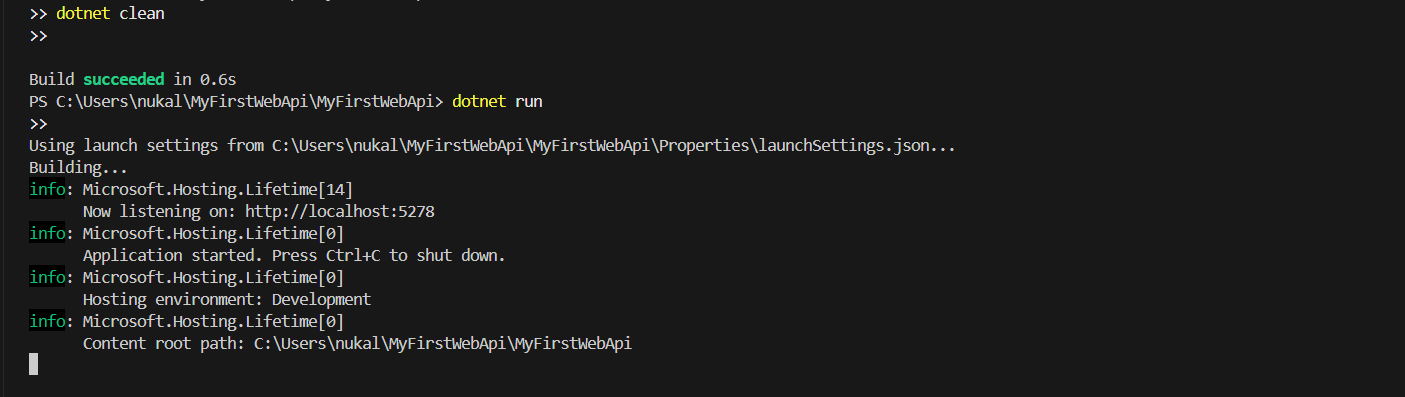 >> dotnet clean
>>
Build succeeded in 0.6s
PS C:\Users\nukal\MyFirstWebApi\MyFirstWebApi> dotnet run
>>
Using launch settings from C:\Users\nukal\MyFirstWebApi\MyFirstWebApi\Properties\launchSettings.json...
Building...
info: Microsoft.Hosting.Lifetime[14]
Now listening on: http://localhost:5278
info: Microsoft.Hosting.Lifetime[0]
Application started. Press Ctrl+C to shut down.
info: Microsoft.Hosting.Lifetime[0]
Hosting environment: Development
info: Microsoft.Hosting.Lifetime[0]
Content root path: C:\Users\nukal\MyFirstWebApi\MyFirstWebApi